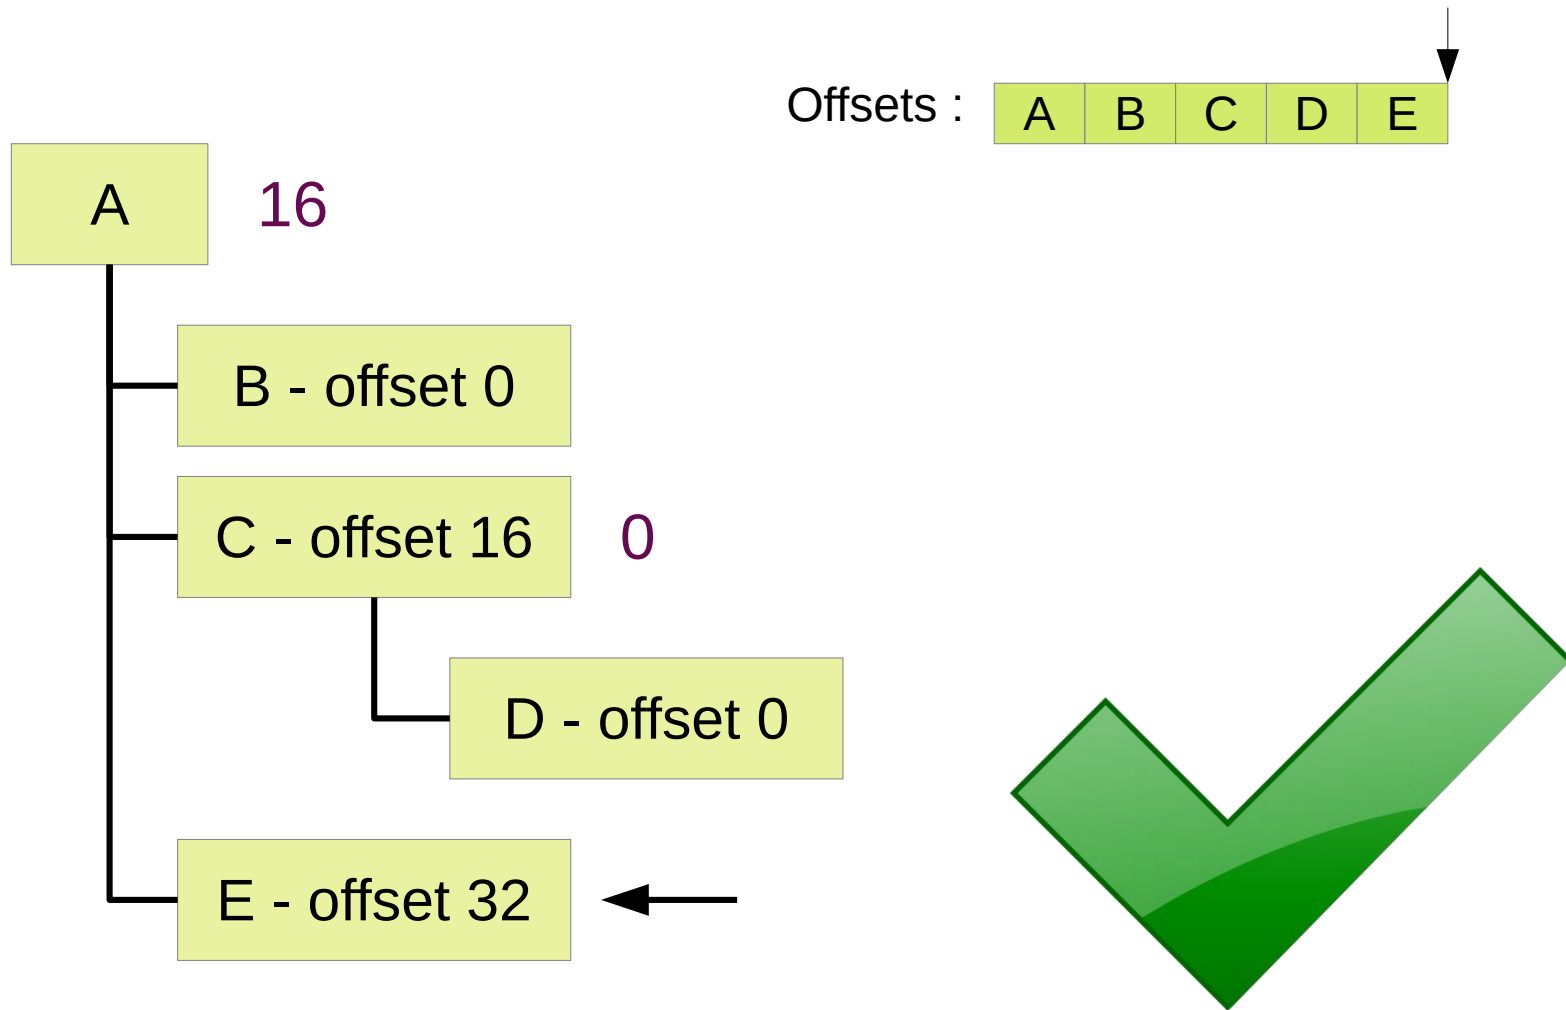 Offsets : A B C D E
A 16
B - offset 0
C - offset 16 0
D - offset 0
E - offset 32